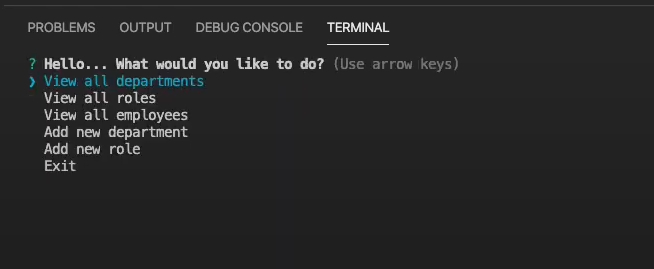 PROBLEMS OUTPUT DEBUG CONSOLE TERMINAL
? Hello... What would you like to do? (Use arrow keys)
❯ View all departments
View all roles
View all employees
Add new department
Add new role
Exit